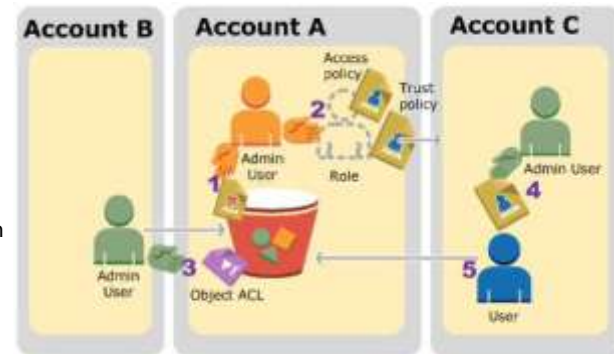 Account B
Account A
Account C
Access
policy
Trust
policy
2
Admin
User
Role
1
Admin User
4
Admin
User
3
Object ACL
5
User
n